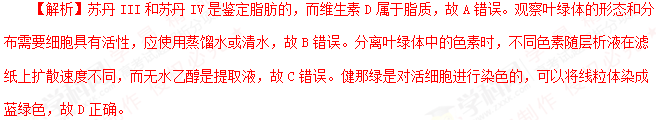 【解析】苏丹 III 和苏丹 IV 是鉴定脂肪的，而维生素 D 属于脂质，故 A 错误。观察叶绿体的形态和分
布需要细胞具有活性，应使用蒸馏水或清水，故 B 错误。分离叶绿体中的色素时，不同色素随层析液在滤
纸上扩散速度不同，而无水乙醇是提取液，故 C 错误。健那绿是对活细胞进行染色的，可以将线粒体染成
蓝绿色，故 D 正确。